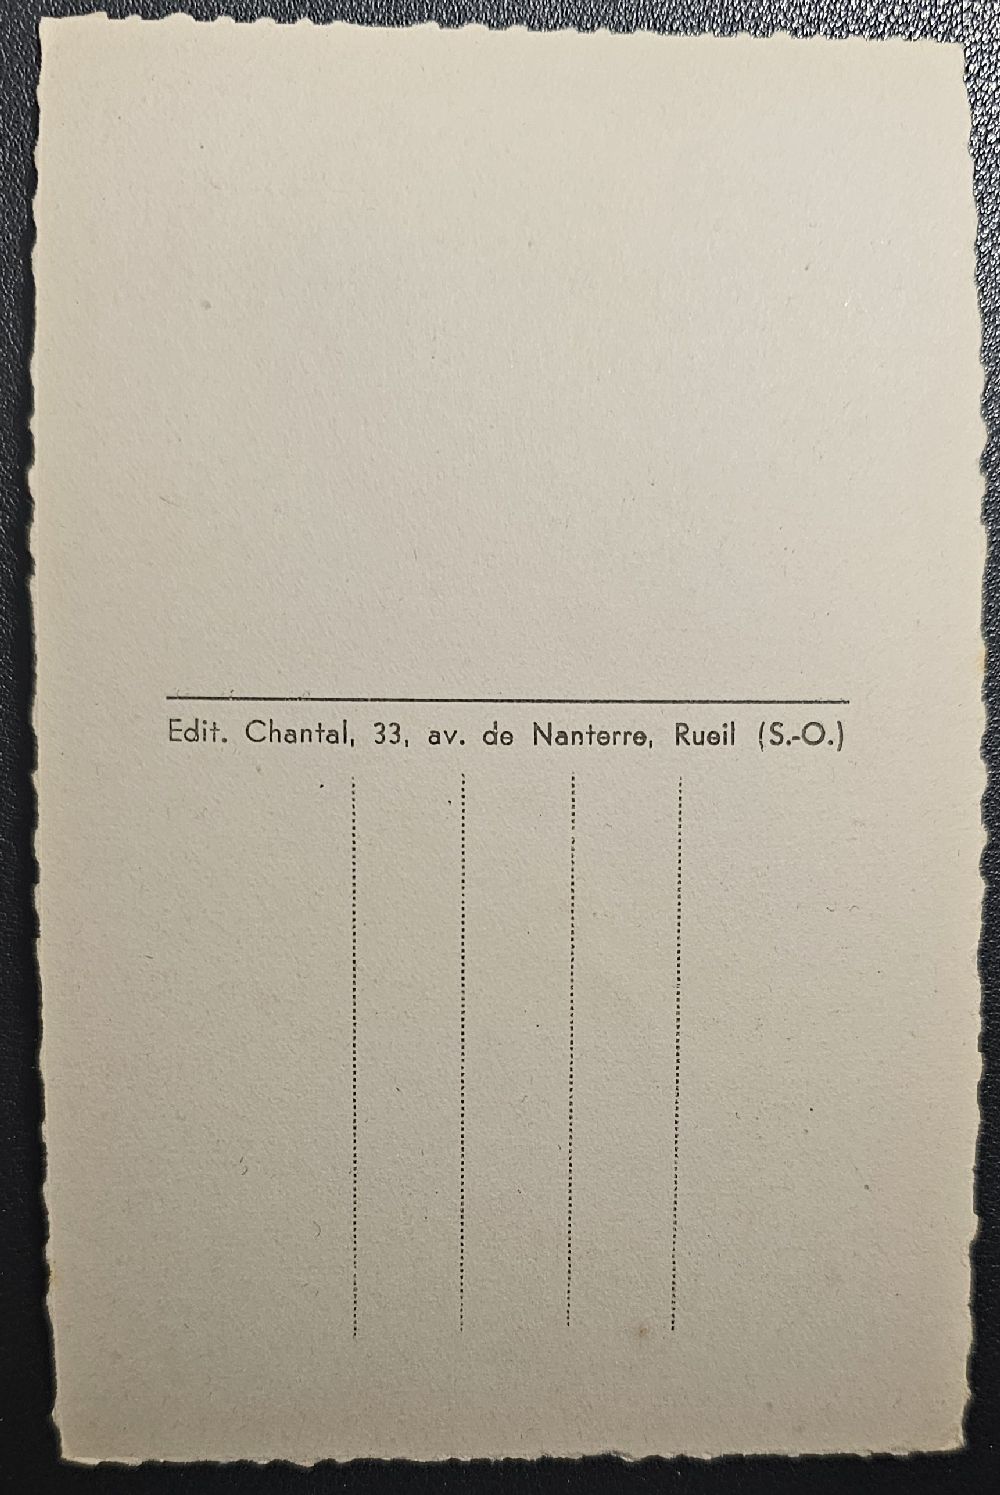 Edit. Chantal, 33, av. de Nanterre, Rueil (S.-O.)